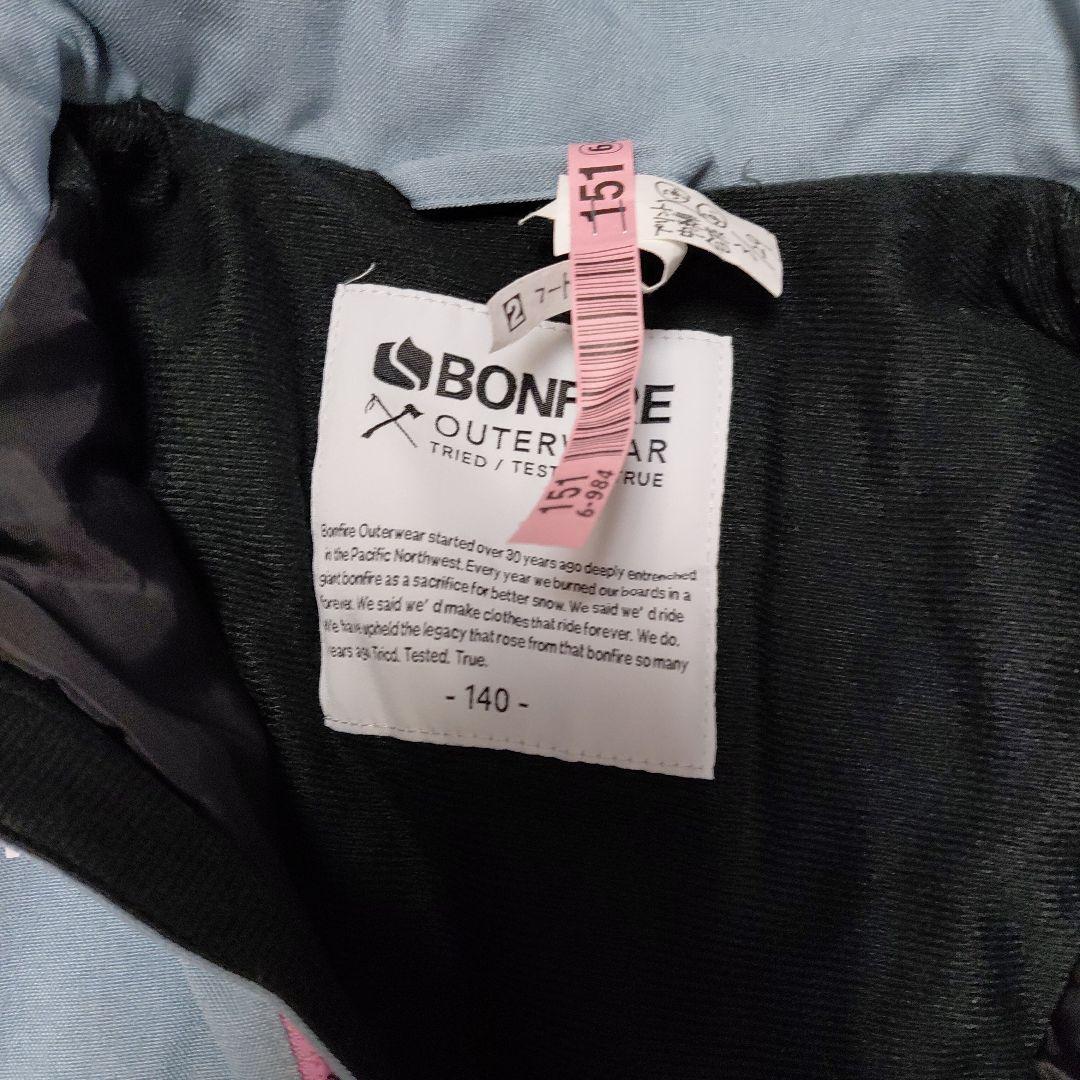 151 6
2 フード
BONFIRE
OUTERWEAR
TRIED / TESTED / TRUE
151
6-984
Bonfire Outerwear started over 30 years ago deeply entrenched
in the Pacific Northwest. Every year we burned our boards in a
giant bonfire as a sacrifice for better snow. We said we'd ride
forever. We said we'd make clothes that ride forever. We do.
We have upheld the legacy that rose from that bonfire so many
years ago Tried. Tested. True.
- 140 -